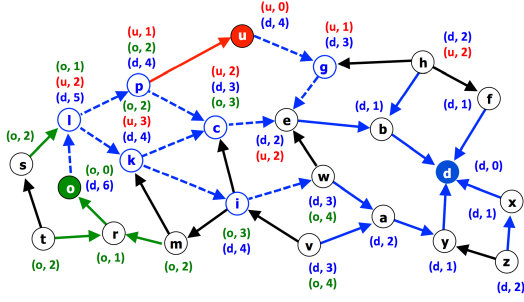 (u, 0)
(d, 4)
u
(u, 1)
(o, 2)
(d, 4)
(u, 1)
(d, 3)
g
(d, 2)
(u, 2)
h
(o, 1)
(u, 2)
(d, 5)
p
(u, 2)
(d, 3)
(o, 3)
f
(d, 1)
(d, 1)
(o, 2)
(u, 3)
(d, 4)
l
c
e
b
(o, 2)
(d, 2)
(u, 2)
s
k
(o, 0)
(d, 6)
o
w
d
(d, 0)
(d, 3)
(o, 4)
i
x
(d, 1)
a
(o, 3)
(d, 4)
(d, 2)
t
r
m
v
y
z
(o, 2)
(o, 1)
(o, 2)
(d, 3)
(o, 4)
(d, 1)
(d, 2)